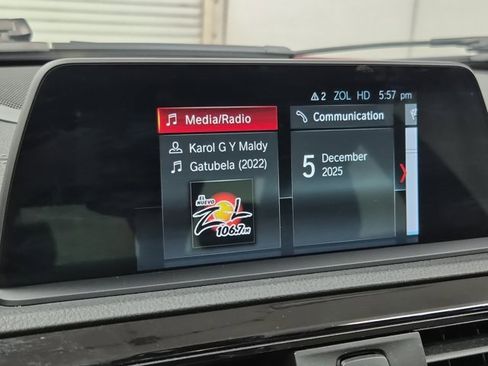 2 ZOL HD 5:57 pm
Media/Radio
Karol G Y Maldy
Gatubela (2022)
EL
NUEVO
ZOL
106.7FM
Communication
5 December
2025